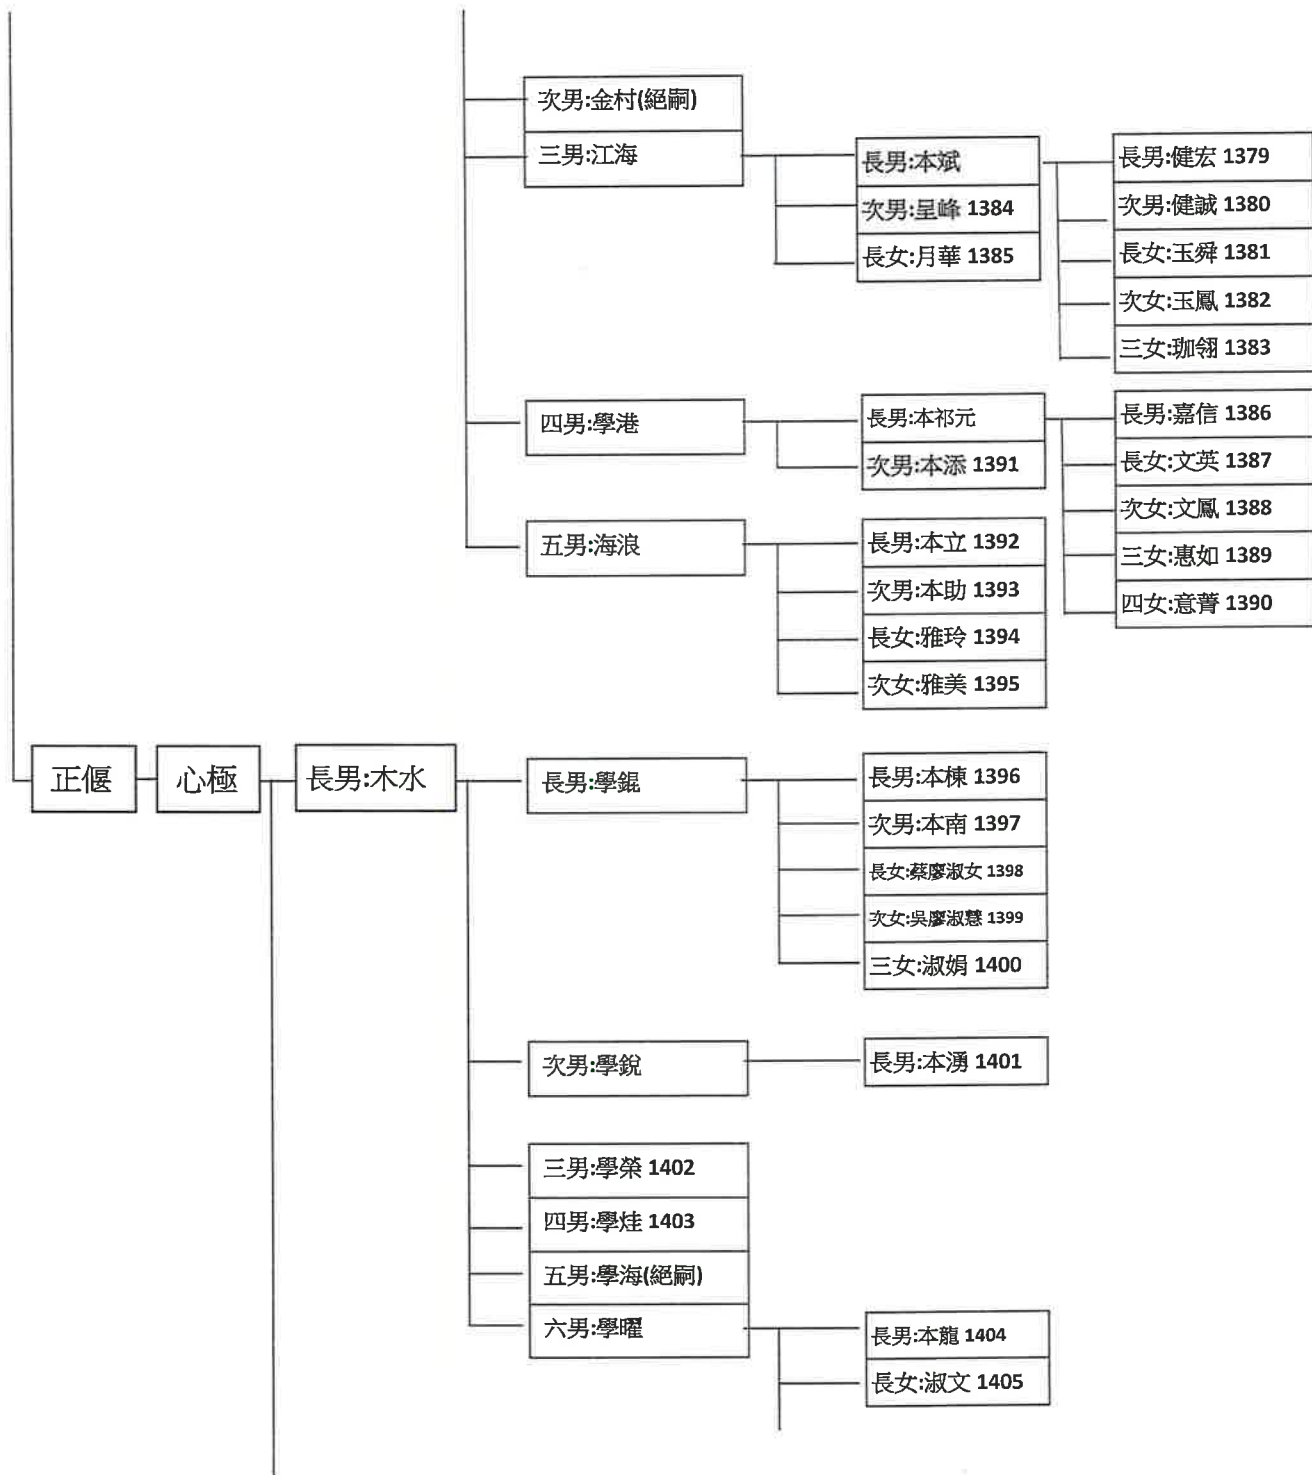 次男:金村(絕嗣)
三男:江海
長男:本斌
次男:呈峰 1384
長女:月華 1385
長男:健宏 1379
次男:健誠 1380
長女:玉舜 1381
次女:玉鳳 1382
三女:珈翎 1383
四男:學港
長男:本祁元
次男:本添 1391
長男:嘉信 1386
長女:文英 1387
次女:文鳳 1388
三女:惠如 1389
四女:意菁 1390
五男:海浪
長男:本立 1392
次男:本助 1393
長女:雅玲 1394
次女:雅美 1395
正偃
心極
長男:木水
長男:學錕
長男:本棟 1396
次男:本南 1397
長女:蔡廖淑女 1398
次女:吳廖淑慧 1399
三女:淑娟 1400
次男:學銳
長男:本湧 1401
三男:學榮 1402
四男:學烓 1403
五男:學海(絕嗣)
六男:學曜
長男:本龍 1404
長女:淑文 1405